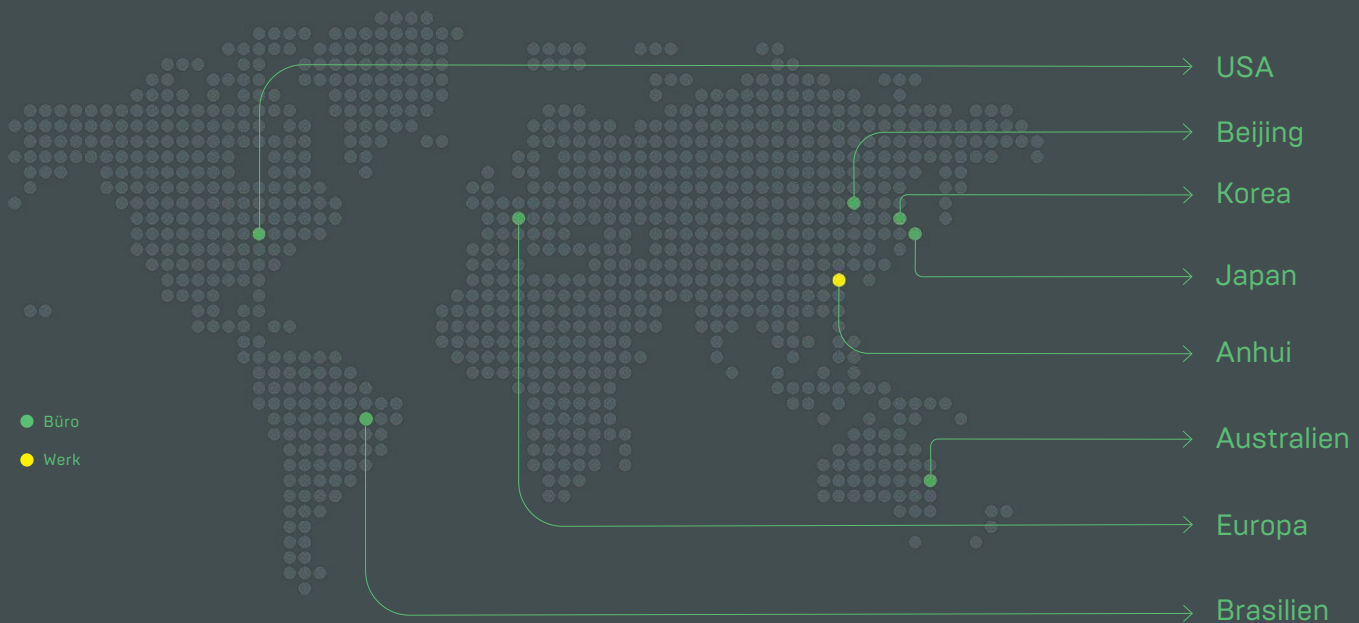 USA
Beijing
Korea
Japan
Anhui
Büro
Australien
Werk
Europa
Brasilien